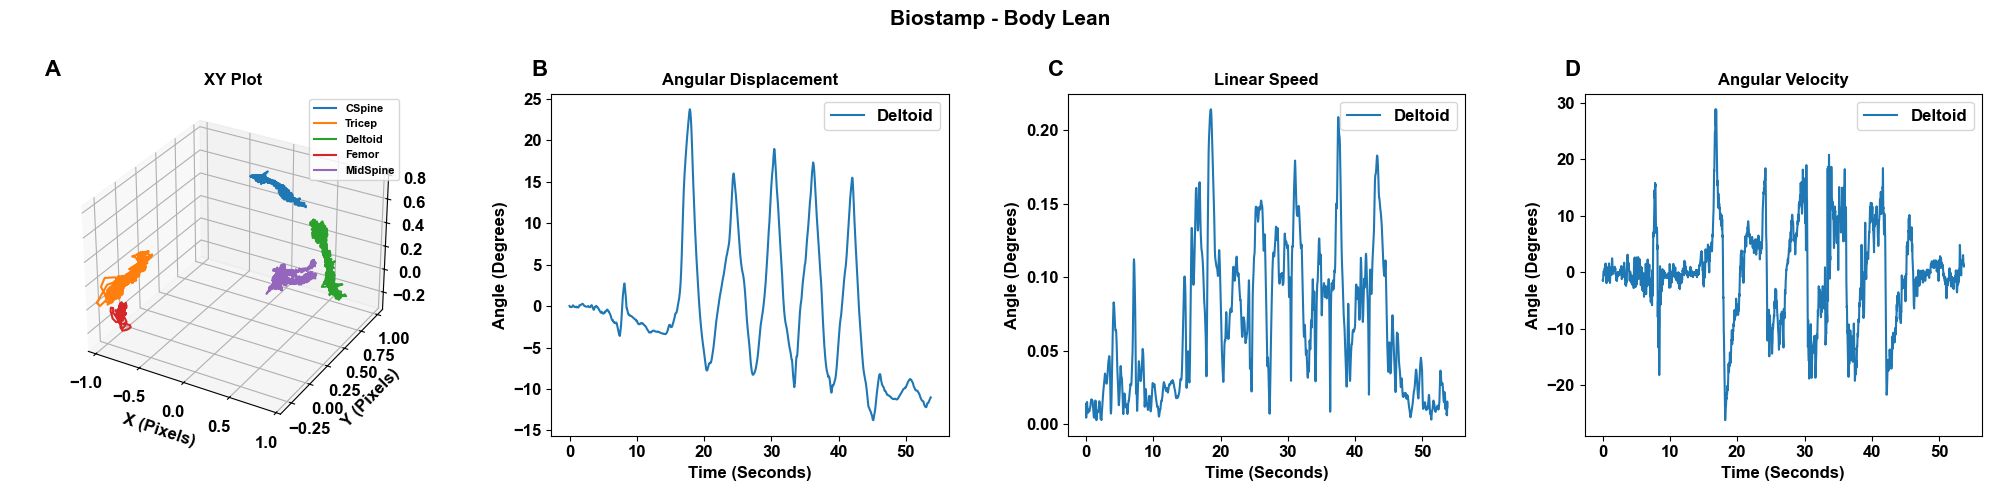 Biostamp - Body Lean
A
XY Plot
CSpine
Tricep
Deltoid
Femor
MidSpine
0.8
0.6
0.4
0.2
0.0
−0.2
1.00
0.75
0.50
0.25
0.00
−0.25
Y (Pixels)
−1.0
−0.5
0.0
0.5
1.0
X (Pixels)
B
Angular Displacement
Deltoid
25
20
15
10
5
0
−5
−10
−15
Angle (Degrees)
0 10 20 30 40 50
Time (Seconds)
C
Linear Speed
Deltoid
0.20
0.15
0.10
0.05
0.00
Angle (Degrees)
0 10 20 30 40 50
Time (Seconds)
D
Angular Velocity
Deltoid
30
20
10
0
−10
−20
Angle (Degrees)
0 10 20 30 40 50
Time (Seconds)